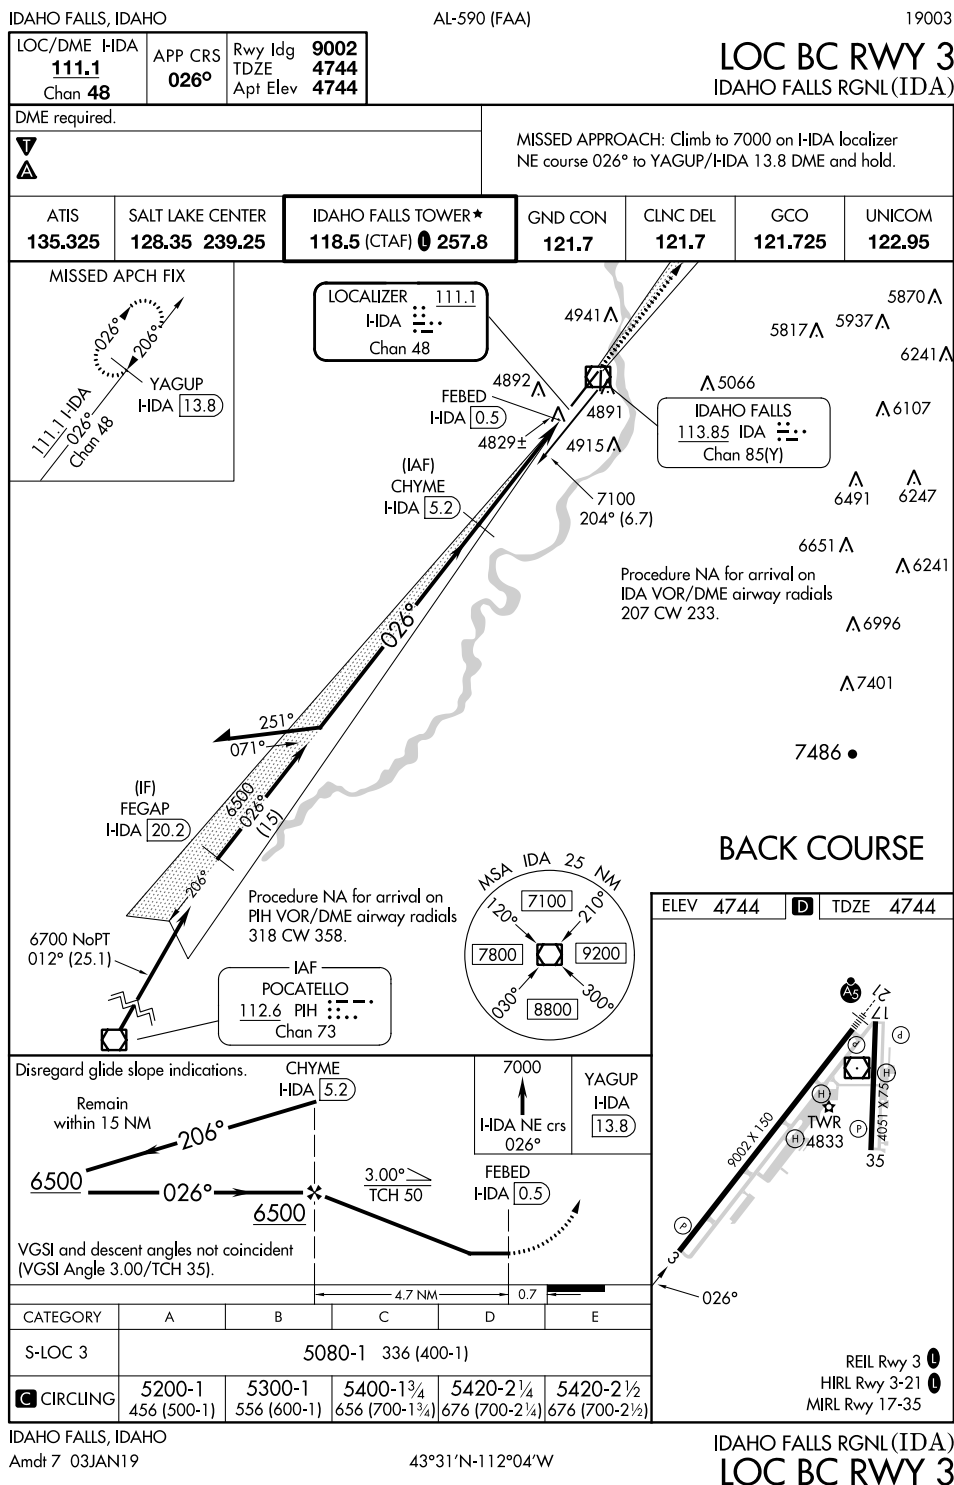 IDAHO FALLS, IDAHO
AL-590 (FAA)
19003
LOC/DME I-IDA
111.1
Chan 48
APP CRS
026°
Rwy ldg 9002
TDZE 4744
Apt Elev 4744
LOC BC RWY 3
IDAHO FALLS RGNL (IDA)
DME required.
T
A
MISSED APPROACH: Climb to 7000 on I-IDA localizer
NE course 026° to YAGUP/I-IDA 13.8 DME and hold.
ATIS
135.325
SALT LAKE CENTER
128.35 239.25
IDAHO FALLS TOWER★
118.5 (CTAF) L 257.8
GND CON
121.7
CLNC DEL
121.7
GCO
121.725
UNICOM
122.95
MISSED APCH FIX
026°
206°
YAGUP
I-IDA 13.8
111.1 I-IDA
026°
Chan 48
LOCALIZER 111.1
I-IDA
Chan 48
4941
5870
5937
5817
6241
4892
5066
FEBED
I-IDA 0.5
4829±
4891
4915
IDAHO FALLS
113.85 IDA
Chan 85(Y)
6107
(IAF)
CHYME
I-IDA 5.2
7100
204° (6.7)
6491
6247
6651
6241
Procedure NA for arrival on
IDA VOR/DME airway radials
207 CW 233.
6996
026°
7401
251°
071°
7486
(IF)
FEGAP
I-IDA 20.2
6500
026°
(15)
206°
BACK COURSE
Procedure NA for arrival on
PIH VOR/DME airway radials
318 CW 358.
6700 NoPT
012° (25.1)
IAF
POCATELLO
112.6 PIH
Chan 73
MSA IDA 25 NM
120°
7100
210°
7800
9200
030°
8800
300°
ELEV 4744
D
TDZE 4744
A5
21
17
P
P
H
H
TWR
4833
H
P
9002 X 150
4051 X 75
35
P
3
026°
REIL Rwy 3 L
HIRL Rwy 3-21 L
MIRL Rwy 17-35
Disregard glide slope indications.
CHYME
I-IDA 5.2
Remain
within 15 NM
206°
6500
026°
6500
3.00°
TCH 50
7000
I-IDA NE crs
026°
YAGUP
I-IDA
13.8
FEBED
I-IDA 0.5
VGSI and descent angles not coincident
(VGSI Angle 3.00/TCH 35).
4.7 NM
0.7
CATEGORY A B C D E
S-LOC 3 5080-1 336 (400-1)
C CIRCLING
5200-1
456 (500-1)
5300-1
556 (600-1)
5400-1¾
656 (700-1¾)
5420-2¼
676 (700-2¼)
5420-2½
676 (700-2½)
IDAHO FALLS, IDAHO
Amdt 7 03JAN19
43°31'N-112°04'W
IDAHO FALLS RGNL (IDA)
LOC BC RWY 3